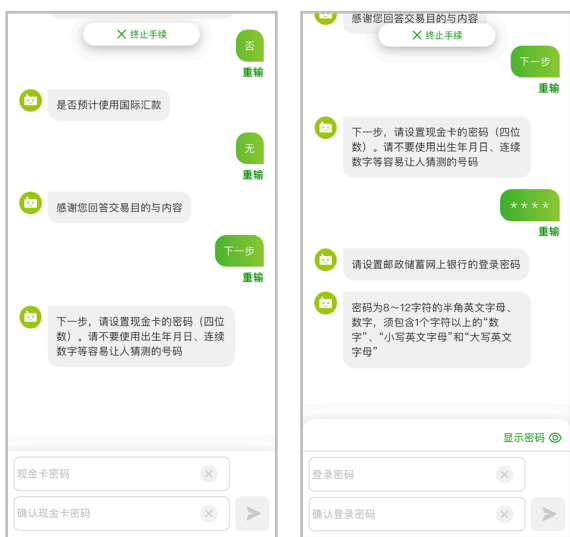 终止手续
否
重输
是否预计使用国际汇款
无
重输
感谢您回答交易目的与内容
下一步
重输
下一步，请设置现金卡的密码（四位
数）。请不要使用出生年月日、连续
数字等容易让人猜测的号码
现金卡密码
确认现金卡密码
感谢您回答交易目的与内容
终止手续
下一步
重输
下一步，请设置现金卡的密码（四位
数）。请不要使用出生年月日、连续
数字等容易让人猜测的号码
****
重输
请设置邮政储蓄网上银行的登录密码
密码为8～12字符的半角英文字母、
数字，须包含1个字符以上的“数
字”、“小写英文字母”和“大写英文
字母”
显示密码
登录密码
确认登录密码